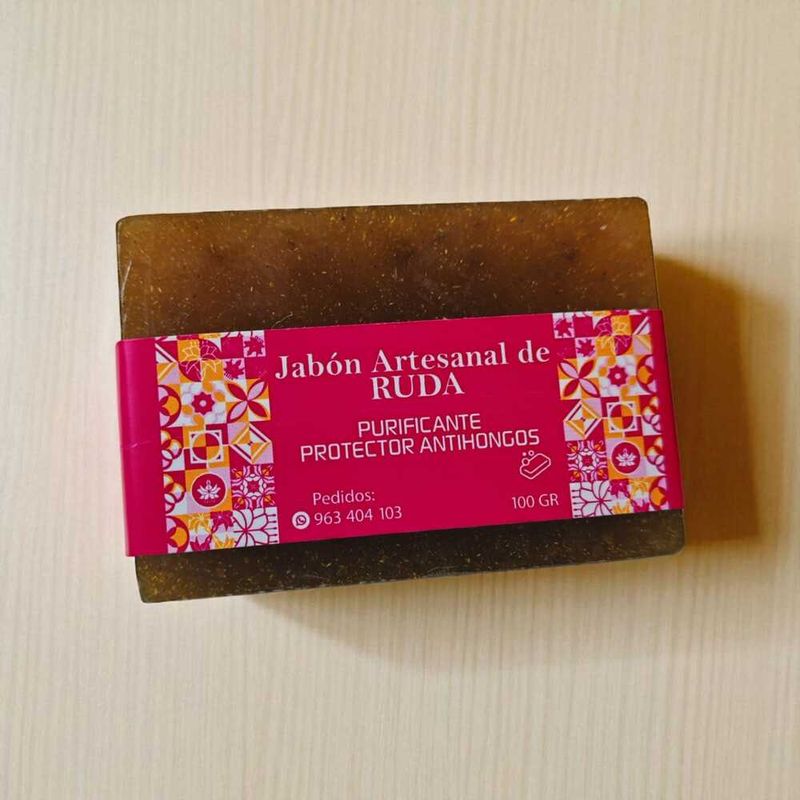 Jabón Artesanal de
RUDA
PURIFICANTE
PROTECTOR ANTIHONGOS
Pedidos:
963 404 103
100 GR